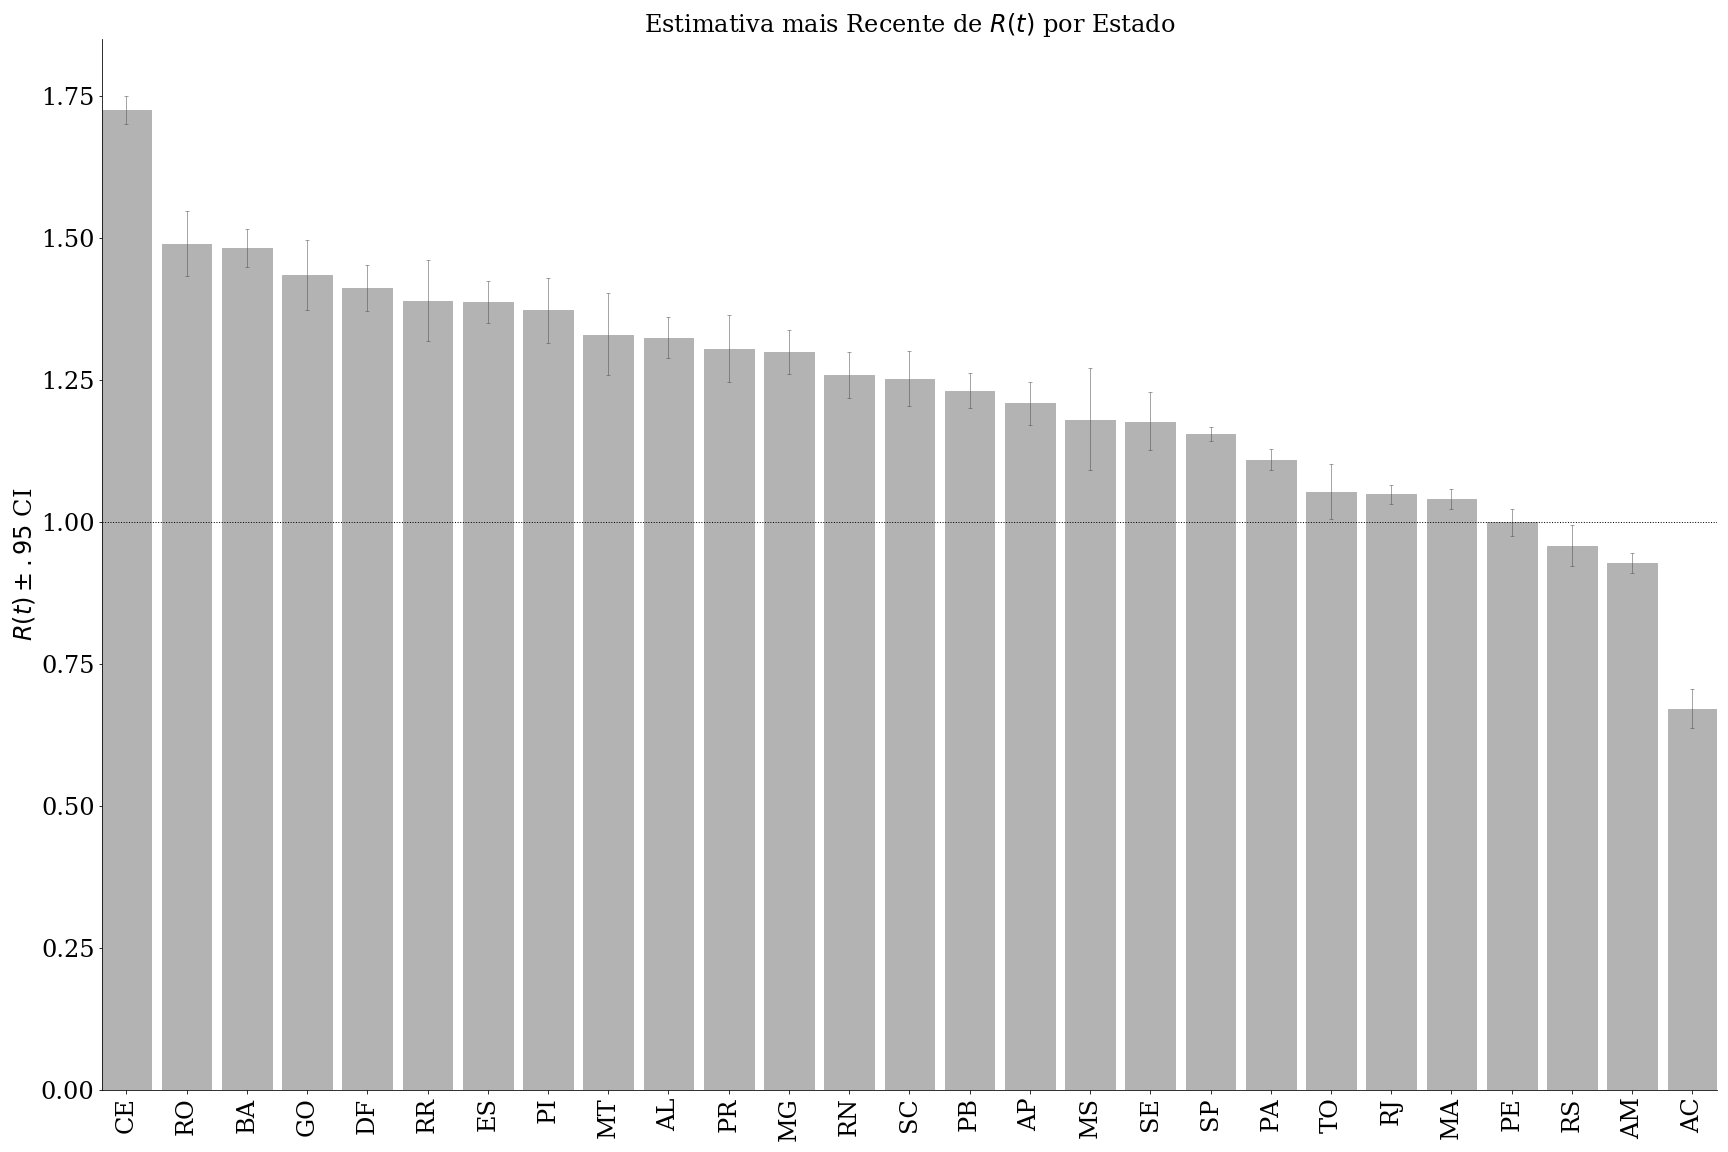 Estimativa mais Recente de R(t) por Estado
R(t) ± .95 CI
1.75
1.50
1.25
1.00
0.75
0.50
0.25
0.00
CE RO BA GO DF RR ES PI MT AL PR MG RN SC PB AP MS SE SP PA TO RJ MA PE RS AM AC